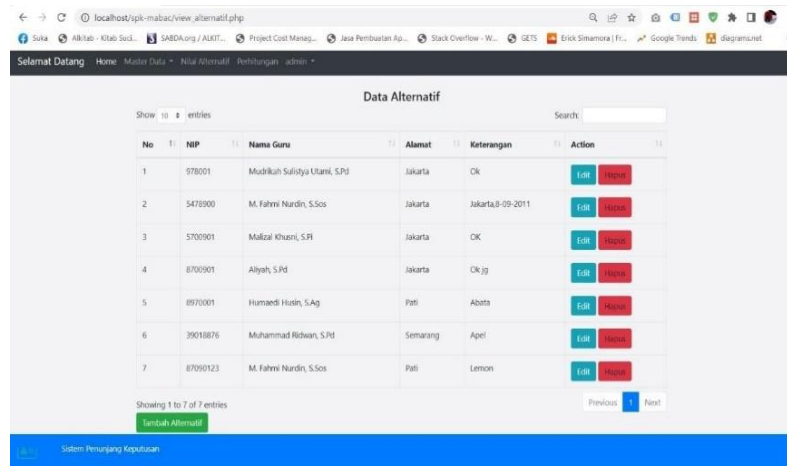 localhost/spk-mabac/view_alternatif.php
Suka Alkitab - Kitab Suci... SABDA.org / ALKIT... Project Cost Manag... Jasa Pembuatan Ap... Stack Overflow - W... GETS Erick Simamora | Fr... Google Trends diagrams.net
Selamat Datang Home Master Data Nilai Alternatif Perhitungan admin
Data Alternatif
Show 10 entries Search:
No NIP Nama Guru Alamat Keterangan Action
1 978001 Mudrikah Sulistya Utami, S.Pd Jakarta Ok Edit Hapus
2 5478900 M. Fahmi Nurdin, S.Sos Jakarta Jakarta,8-09-2011 Edit Hapus
3 5700901 Malizal Khusni, S.Pi Jakarta OK Edit Hapus
4 8700901 Aliyah, S.Pd Jakarta Ok jg Edit Hapus
5 8970001 Humaedi Husin, S.Ag Pati Abata Edit Hapus
6 39018876 Muhammad Ridwan, S.Pd Semarang Apel Edit Hapus
7 87090123 M. Fahmi Nurdin, S.Sos Pati Lemon Edit Hapus
Showing 1 to 7 of 7 entries Previous 1 Next
Tambah Alternatif
Sistem Penunjang Keputusan